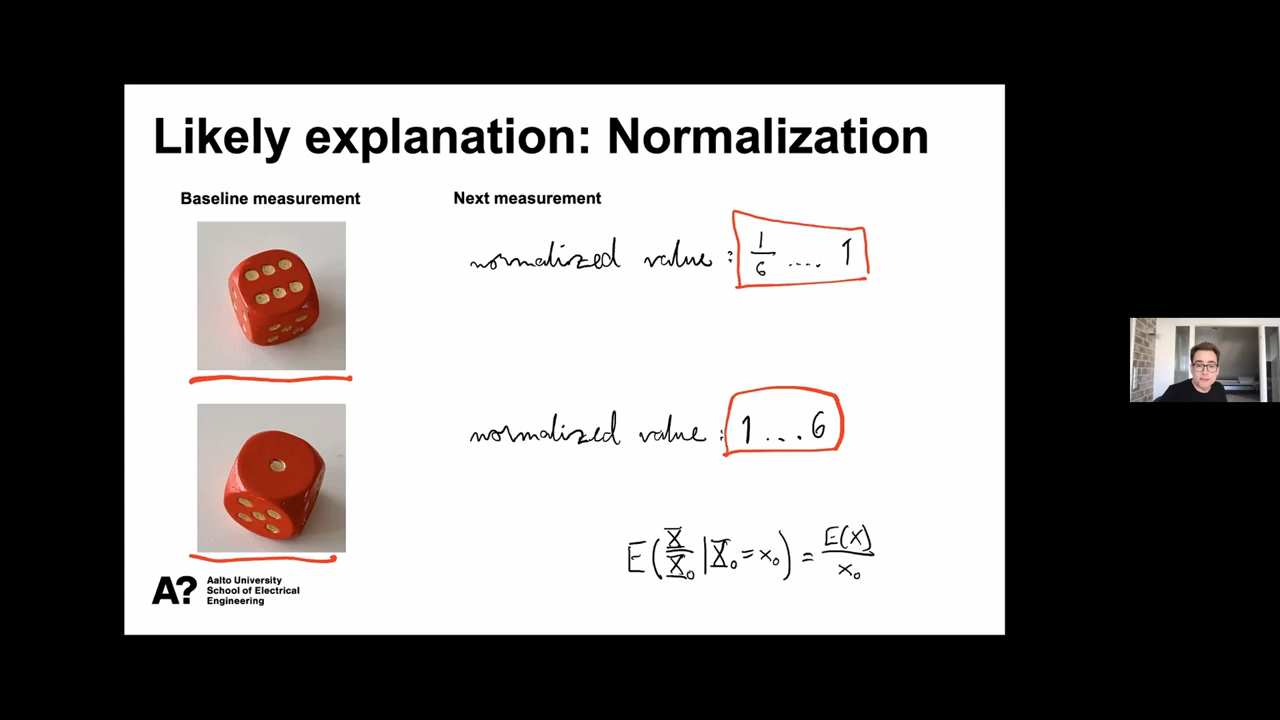 Likely explanation: Normalization
Baseline measurement
Next measurement
normalized value : 1/6 .... 1
normalized value : 1 ... 6
E(X/X₀ | X₀ = x₀) = E(X)/x₀
A?
Aalto University
School of Electrical
Engineering